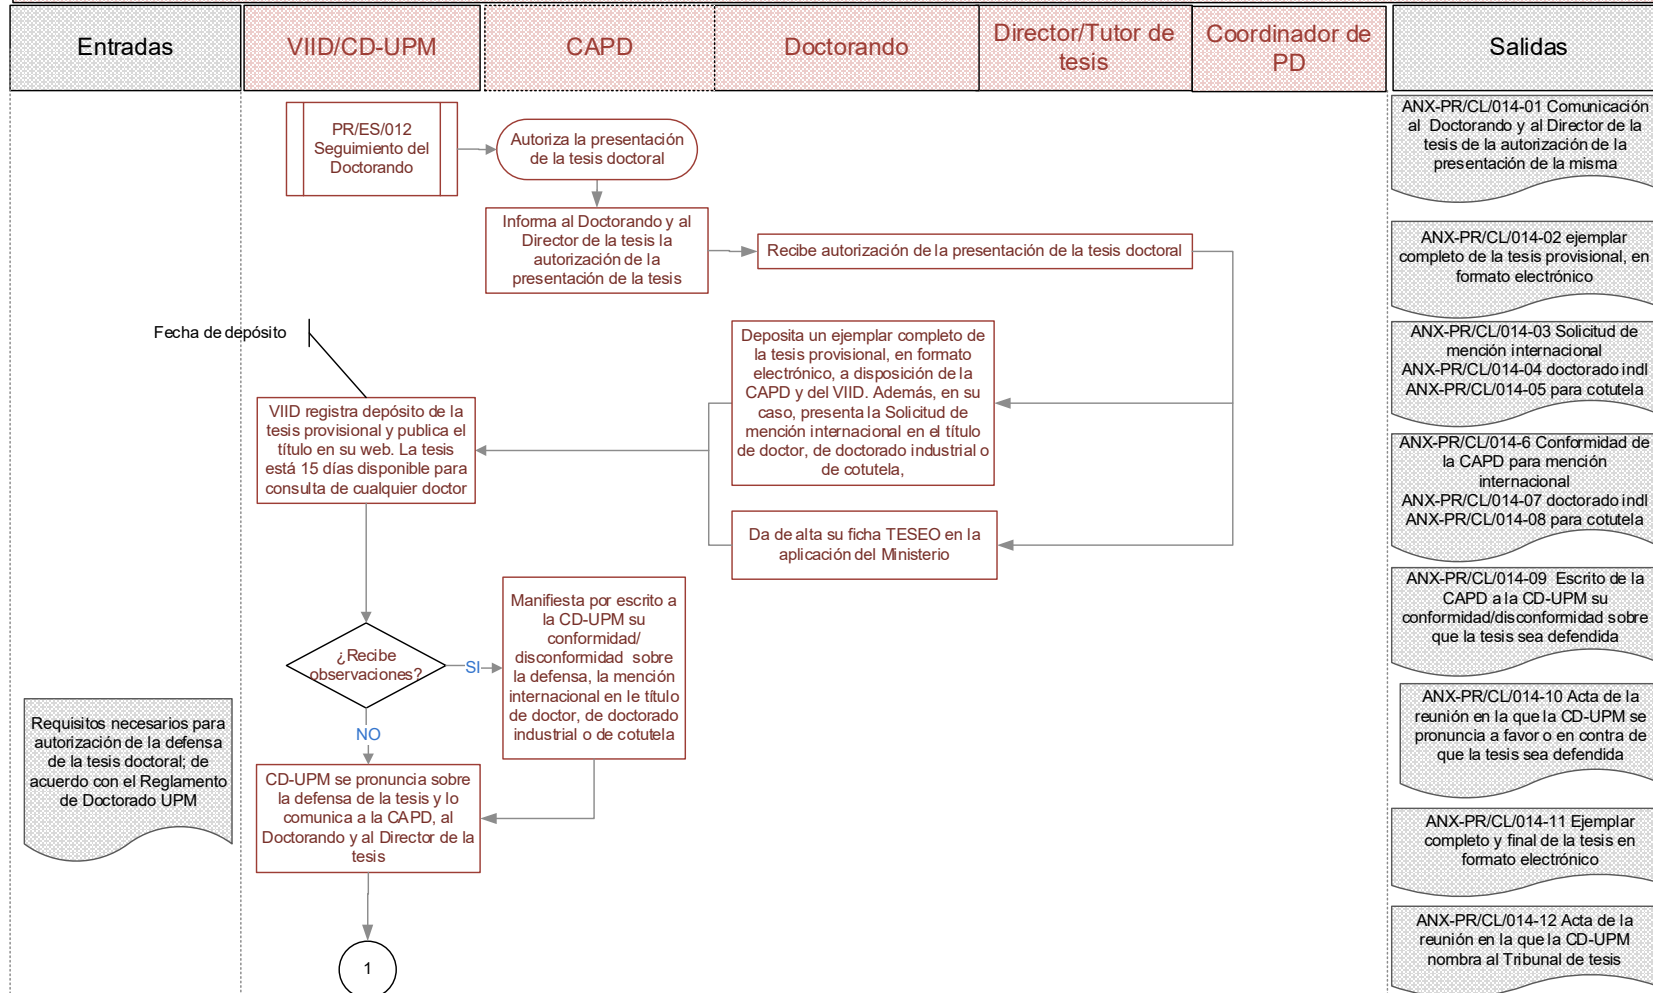 Entradas
VIID/CD-UPM
CAPD
Doctorando
Director/Tutor de
tesis
Coordinador de
PD
Salidas
PR/ES/012
Seguimiento del
Doctorando
Autoriza la presentación
de la tesis doctoral
Informa al Doctorando y al
Director de la tesis la
autorización de la
presentación de la tesis
Recibe autorización de la presentación de la tesis doctoral
Fecha de depósito
Deposita un ejemplar completo de
la tesis provisional, en formato
electrónico, a disposición de la
CAPD y del VIID. Además, en su
caso, presenta la Solicitud de
mención internacional en el título
de doctor, de doctorado industrial o
de cotutela,
VIID registra depósito de la
tesis provisional y publica el
título en su web. La tesis
está 15 días disponible para
consulta de cualquier doctor
Da de alta su ficha TESEO en la
aplicación del Ministerio
¿Recibe
observaciones?
SI
NO
Manifiesta por escrito a
la CD-UPM su
conformidad/
disconformidad sobre
la defensa, la mención
internacional en le título
de doctor, de doctorado
industrial o de cotutela
Requisitos necesarios para
autorización de la defensa
de la tesis doctoral; de
acuerdo con el Reglamento
de Doctorado UPM
CD-UPM se pronuncia sobre
la defensa de la tesis y lo
comunica a la CAPD, al
Doctorando y al Director de la
tesis
1
ANX-PR/CL/014-01 Comunicación
al Doctorando y al Director de la
tesis de la autorización de la
presentación de la misma
ANX-PR/CL/014-02 ejemplar
completo de la tesis provisional, en
formato electrónico
ANX-PR/CL/014-03 Solicitud de
mención internacional
ANX-PR/CL/014-04 doctorado indl
ANX-PR/CL/014-05 para cotutela
ANX-PR/CL/014-6 Conformidad de
la CAPD para mención
internacional
ANX-PR/CL/014-07 doctorado indl
ANX-PR/CL/014-08 para cotutela
ANX-PR/CL/014-09 Escrito de la
CAPD a la CD-UPM su
conformidad/disconformidad sobre
que la tesis sea defendida
ANX-PR/CL/014-10 Acta de la
reunión en la que la CD-UPM se
pronuncia a favor o en contra de
que la tesis sea defendida
ANX-PR/CL/014-11 Ejemplar
completo y final de la tesis en
formato electrónico
ANX-PR/CL/014-12 Acta de la
reunión en la que la CD-UPM
nombra al Tribunal de tesis